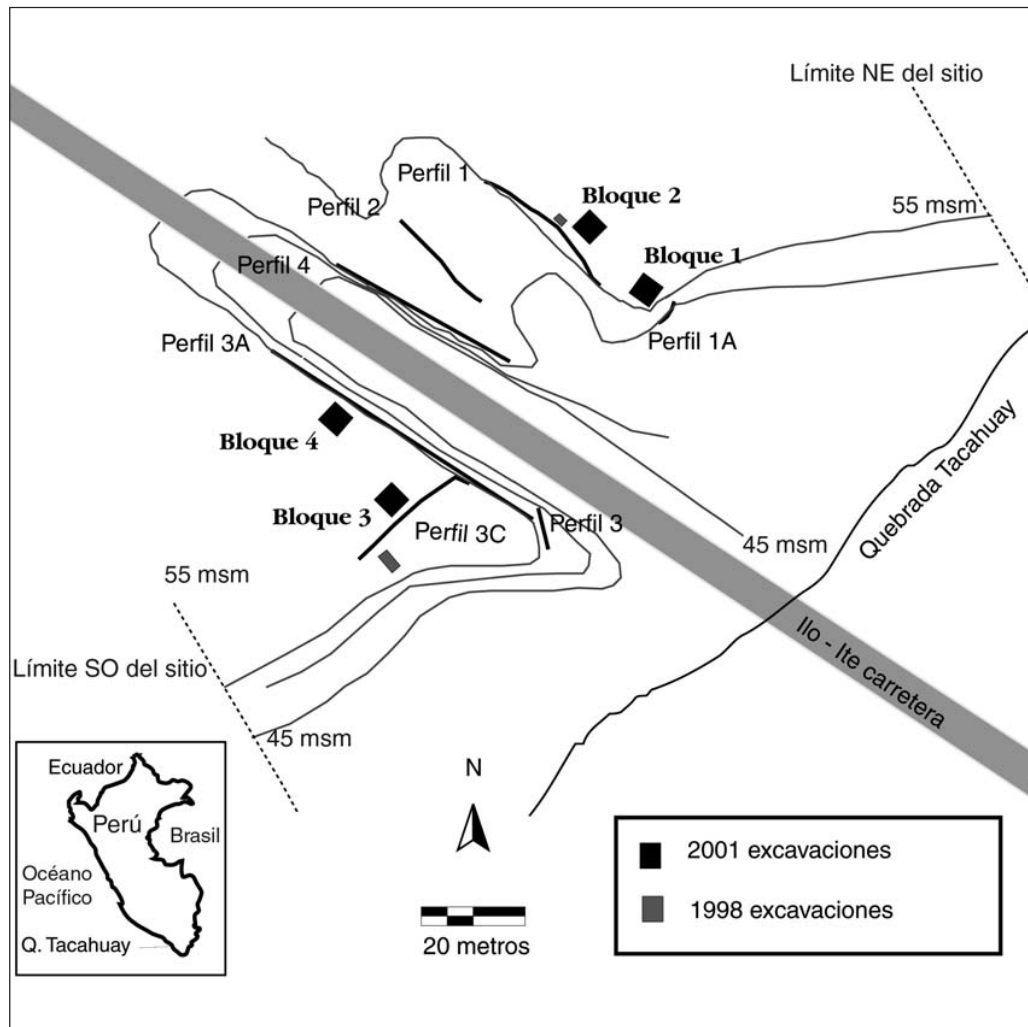 Límite NE del sitio
Perfil 1
Bloque 2
55 msm
Perfil 2
Bloque 1
Perfil 4
Perfil 3A
Perfil 1A
Bloque 4
Quebrada Tacahuay
Bloque 3
Perfil 3C
Perfil 3
45 msm
55 msm
Ilo - Ite carretera
Límite SO del sitio
45 msm
N
Ecuador
Perú
Brasil
Océano
Pacífico
Q. Tacahuay
20 metros
2001 excavaciones
1998 excavaciones